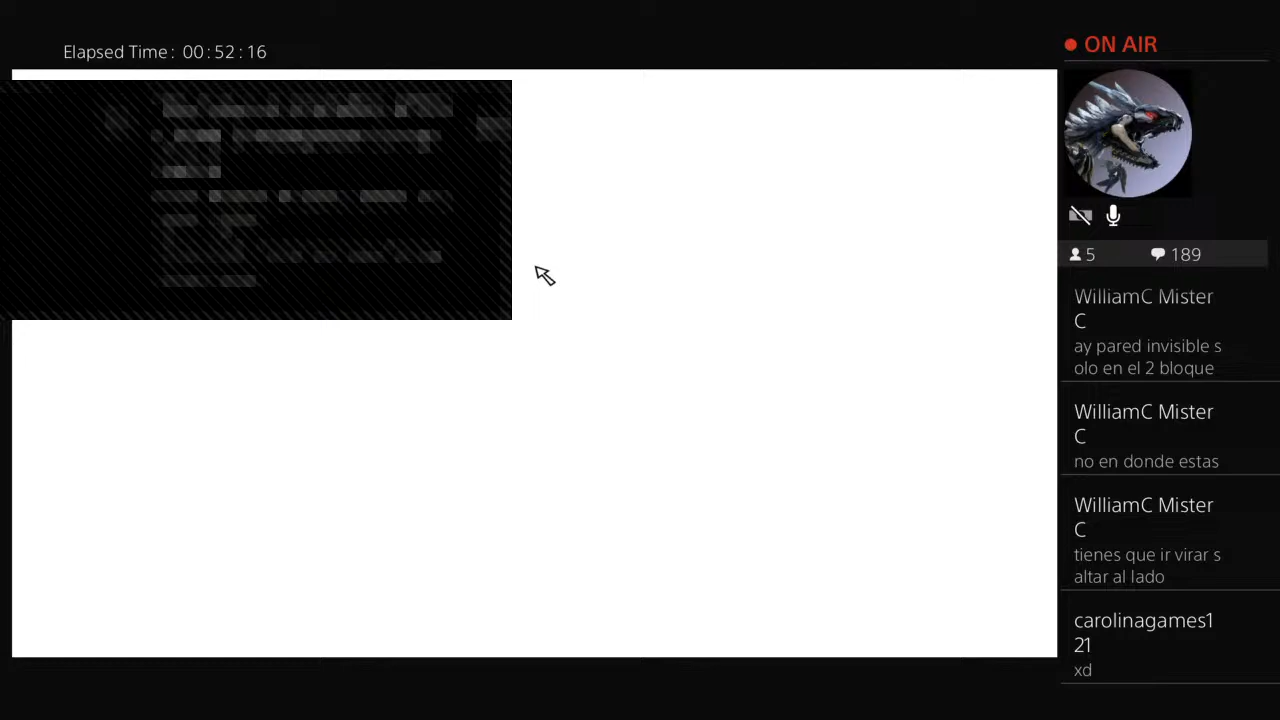 Elapsed Time: 00:52:16
ON AIR
5 189
WilliamC Mister
C
ay pared invisible s
olo en el 2 bloque
WilliamC Mister
C
no en donde estas
WilliamC Mister
C
tienes que ir virar s
altar al lado
carolinagames1
21
xd